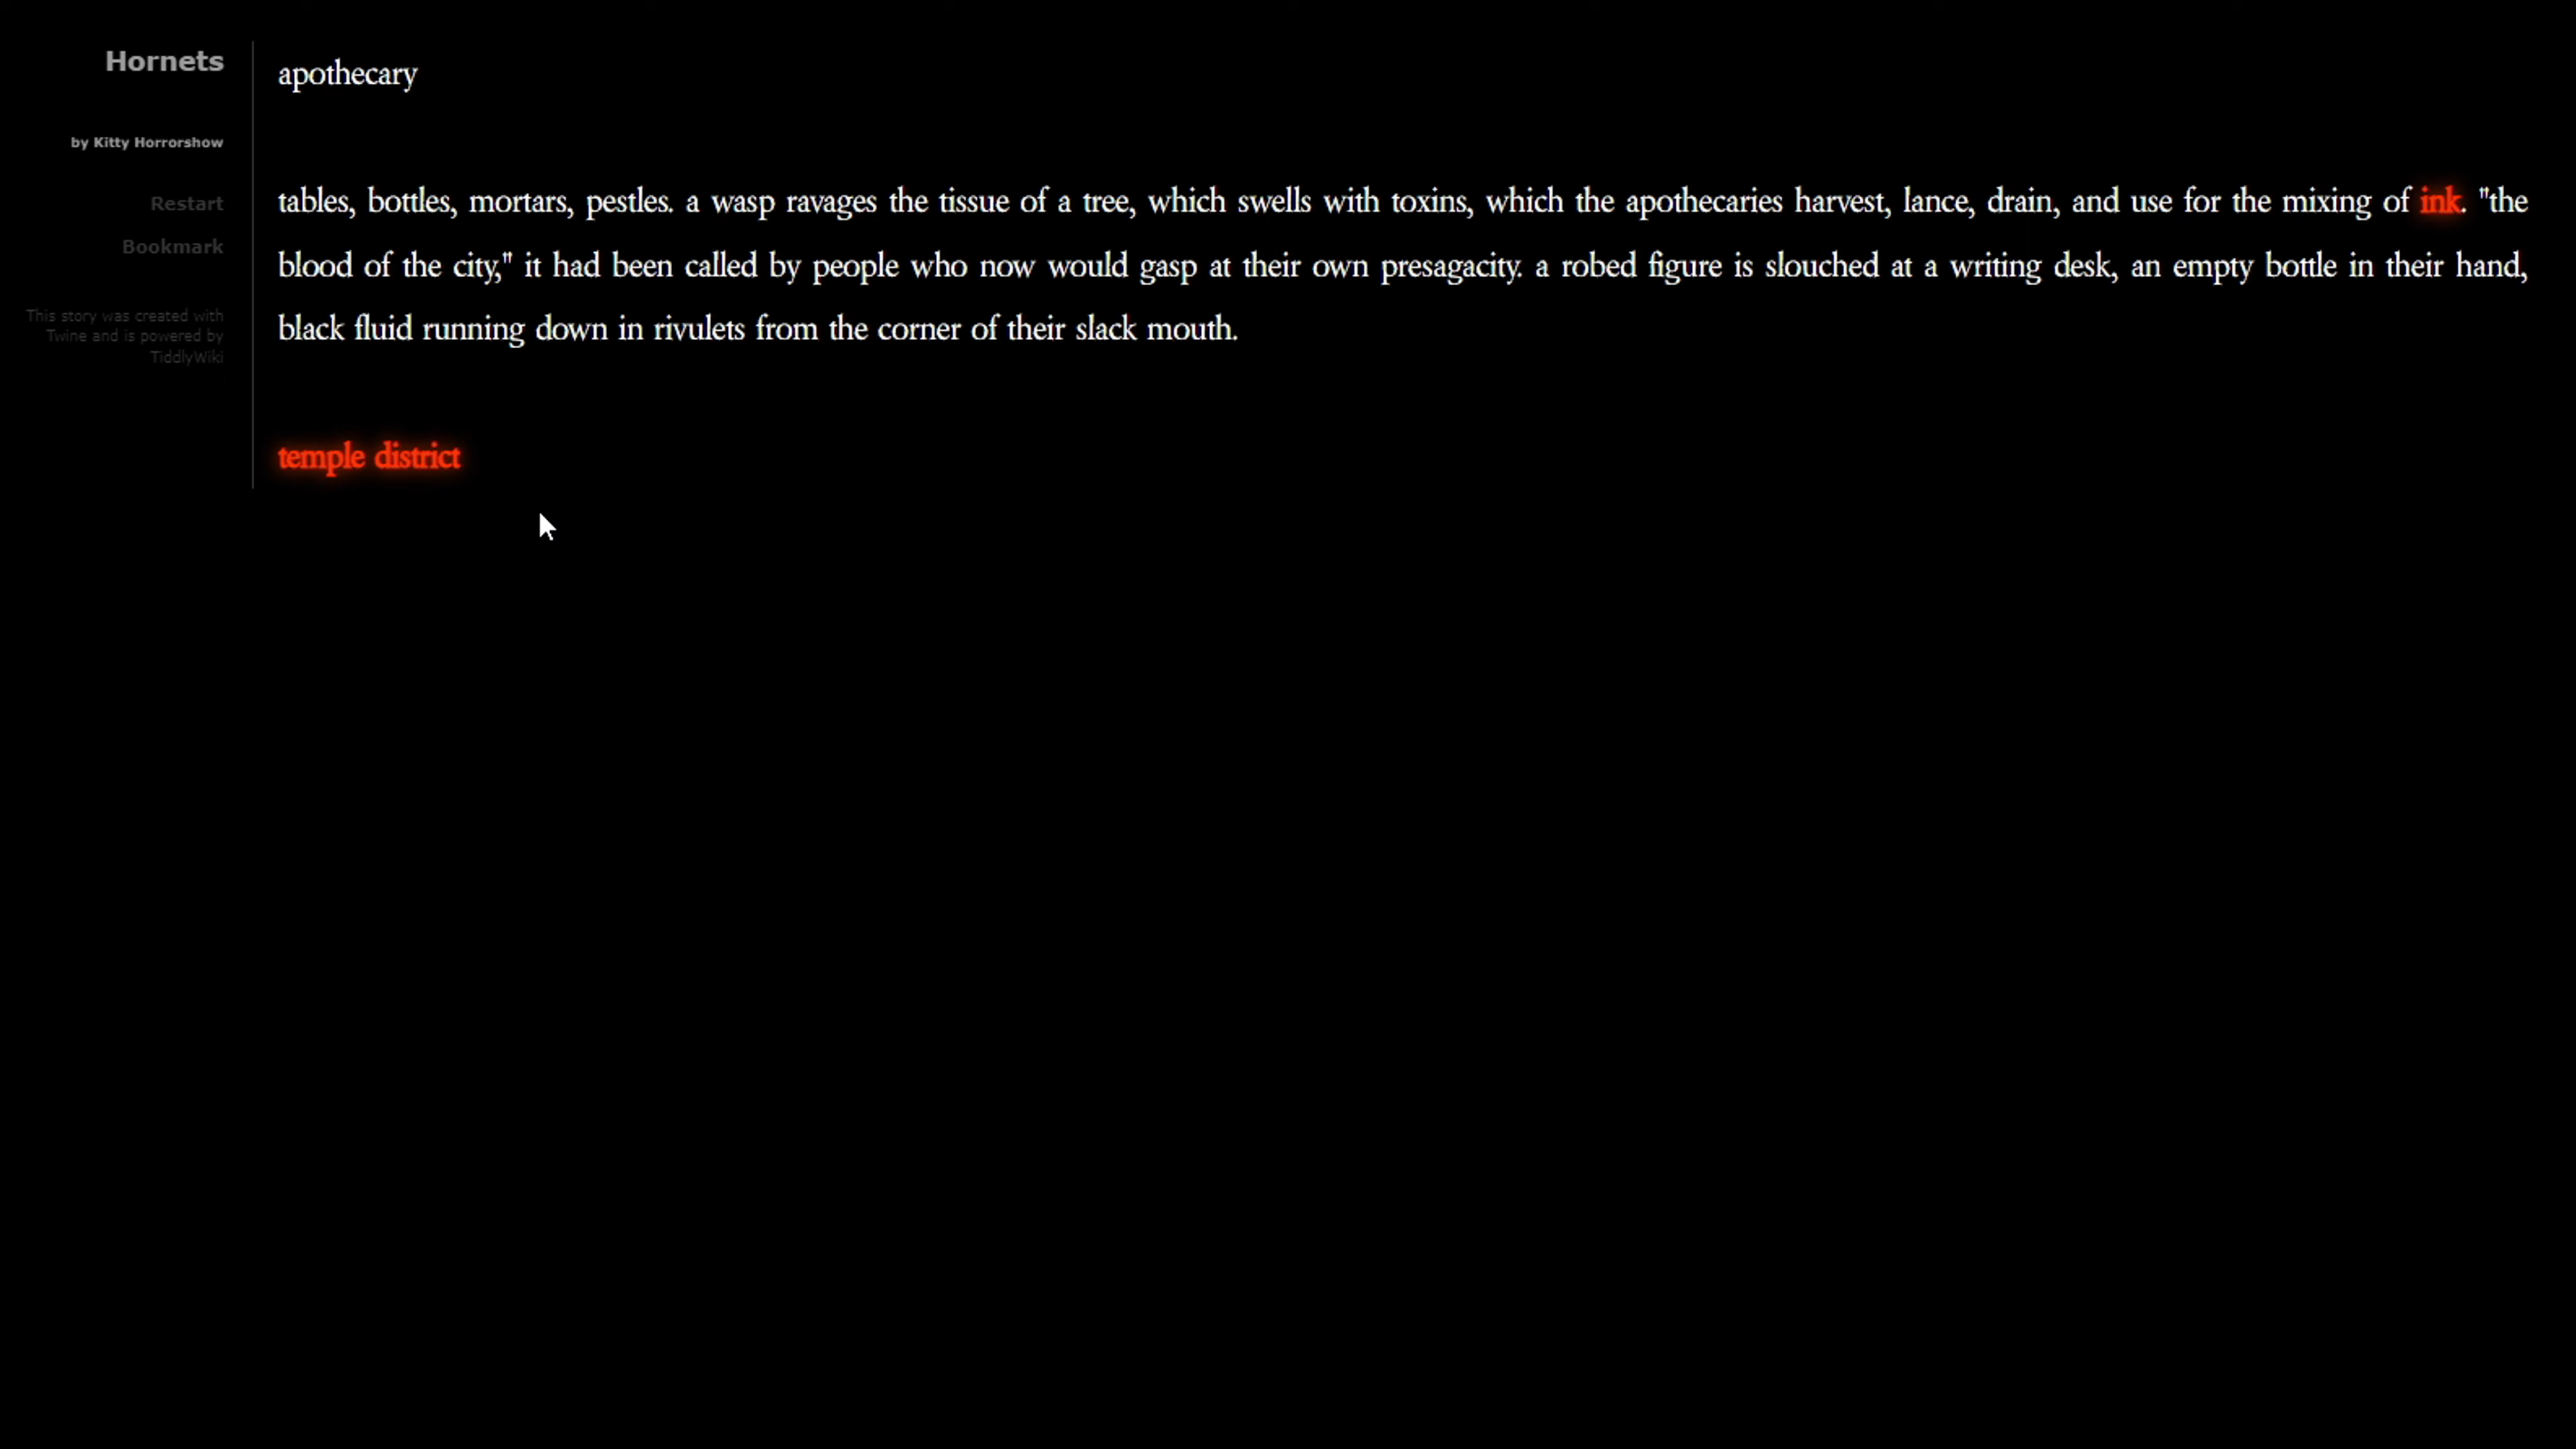 Hornets
by Kitty Horrorshow
Restart
Bookmark
This story was created with
Twine and is powered by
TiddlyWiki
apothecary
tables, bottles, mortars, pestles. a wasp ravages the tissue of a tree, which swells with toxins, which the apothecaries harvest, lance, drain, and use for the mixing of ink. "the
blood of the city," it had been called by people who now would gasp at their own presagacity. a robed figure is slouched at a writing desk, an empty bottle in their hand,
black fluid running down in rivulets from the corner of their slack mouth.
temple district